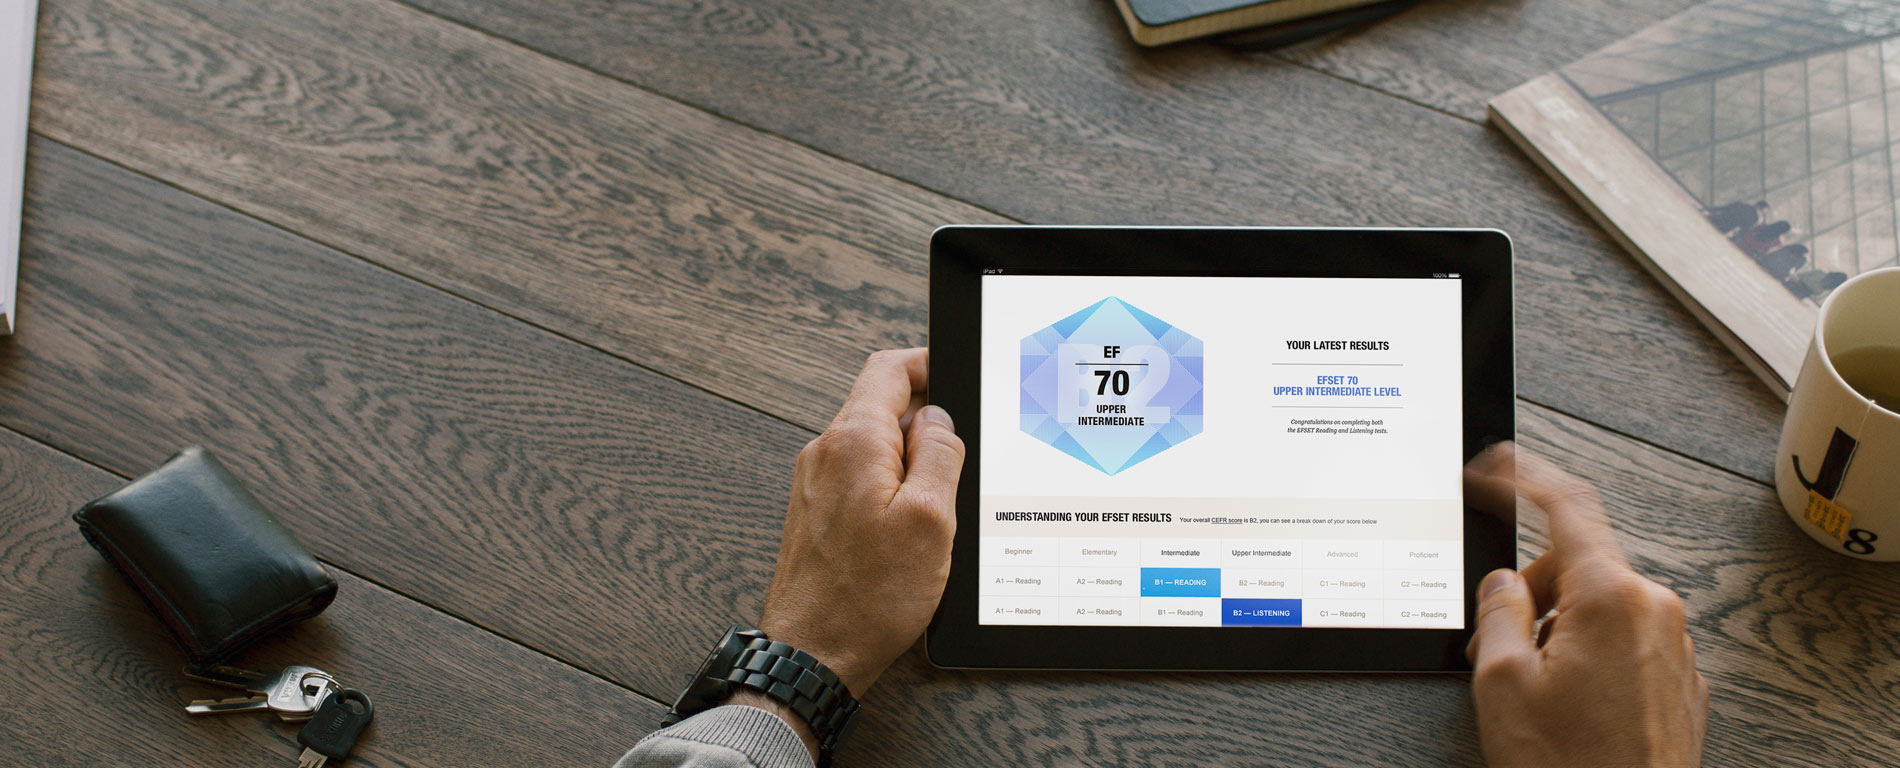 iPad
100%
EF
70
UPPER
INTERMEDIATE
B2
YOUR LATEST RESULTS
EFSET 70
UPPER INTERMEDIATE LEVEL
Congratulations on completing both
the EFSET Reading and Listening tests.
UNDERSTANDING YOUR EFSET RESULTS Your overall CEFR score is B2, you can see a break down of your score below
Beginner Elementary Intermediate Upper Intermediate Advanced Proficient
A1 — Reading A2 — Reading B1 — READING B2 — Reading C1 — Reading C2 — Reading
A1 — Reading A2 — Reading B1 — Reading B2 — LISTENING C1 — Reading C2 — Reading
EF
J
8